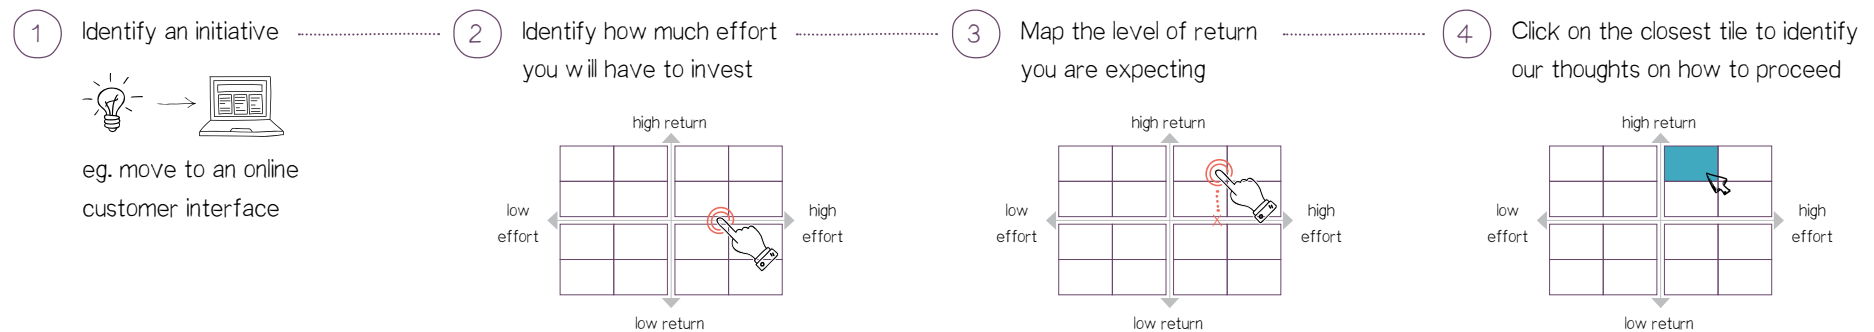 1
Identify an initiative
eg. move to an online
customer interface
2
Identify how much effort
you will have to invest
high return
low
effort
high
effort
low return
3
Map the level of return
you are expecting
high return
low
effort
high
effort
x
low return
4
Click on the closest tile to identify
our thoughts on how to proceed
high return
low
effort
high
effort
low return